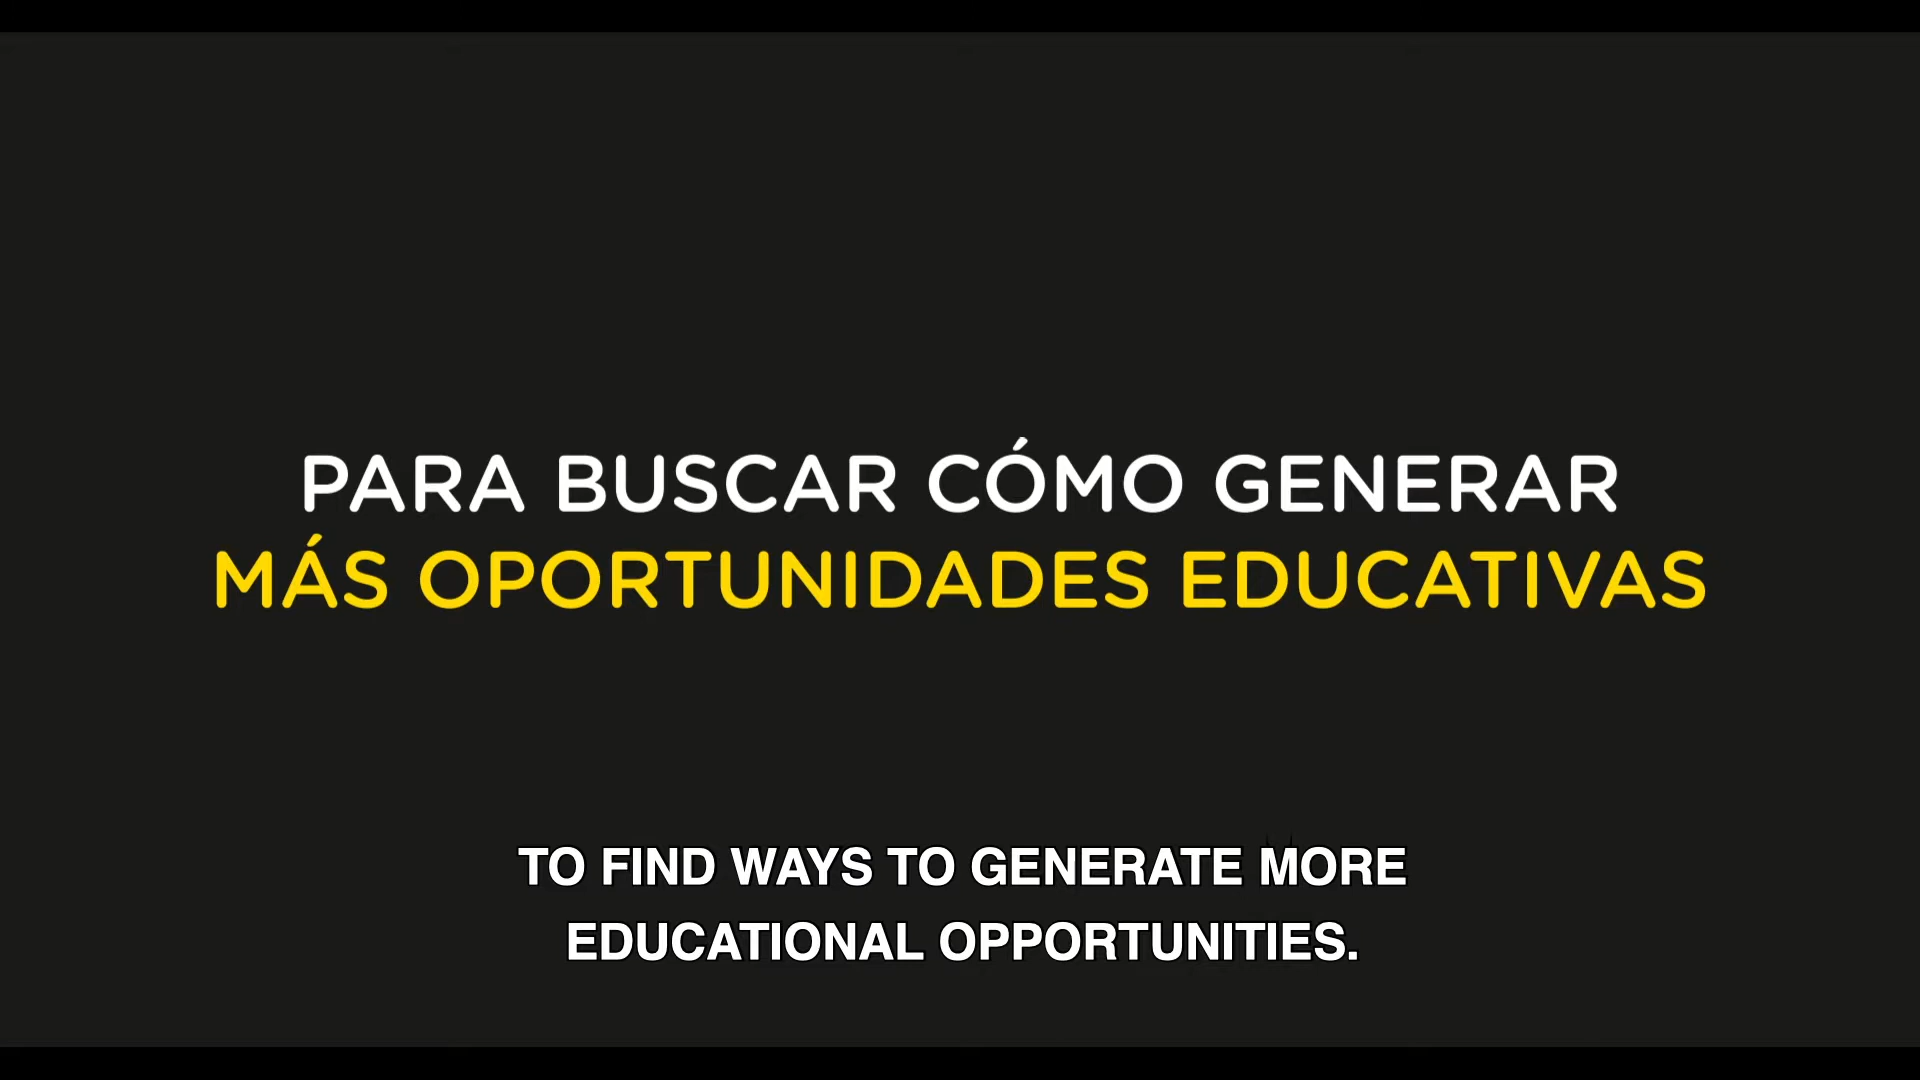 PARA BUSCAR CÓMO GENERAR
MÁS OPORTUNIDADES EDUCATIVAS
TO FIND WAYS TO GENERATE MORE
EDUCATIONAL OPPORTUNITIES.